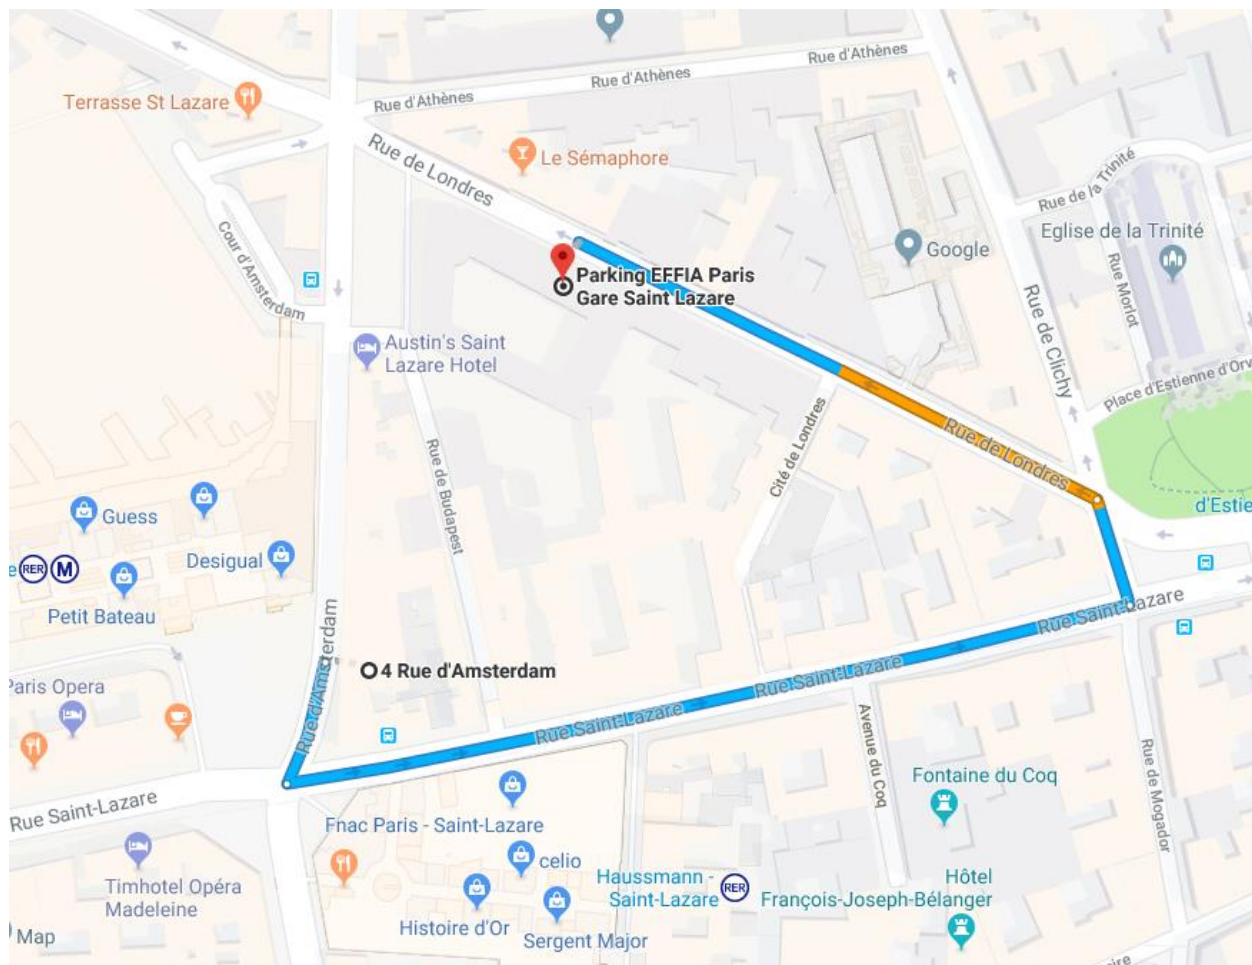 Rue d'Athènes
Rue d'Athènes
Terrasse St Lazare
Rue d'Athènes
Rue de Londres
Le Sémaphore
Rue de la Trinité
Eglise de la Trinité
Google
Cour d'Amsterdam
Rue Morlot
Parking EFFIA Paris
Gare Saint Lazare
Rue de Clichy
Austin's Saint
Lazare Hotel
Place d'Estienne d'Orv
Cité de Londres
Rue de Londres
Rue de Budapest
Guess
d'Estie
Desigual
e
RER
M
Petit Bateau
Rue Saint-Lazare
Rue d'Amsterdam
4 Rue d'Amsterdam
Rue Saint-Lazare
Paris Opera
Rue Saint-Lazare
Avenue du Coq
Rue de Mogador
Fontaine du Coq
Rue Saint-Lazare
Fnac Paris - Saint-Lazare
celio
Haussmann -
Saint-Lazare
RER
Hôtel
François-Joseph-Bélanger
Timhotel Opéra
Madeleine
Histoire d'Or
Sergent Major
Map